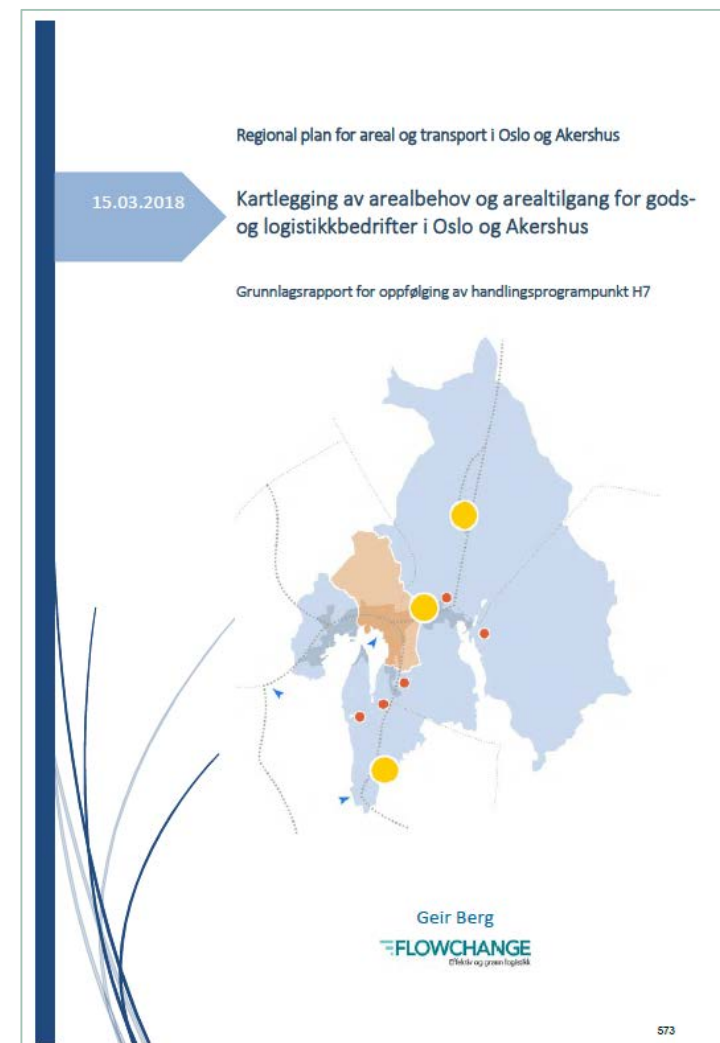 Regional plan for areal og transport i Oslo og Akershus
15.03.2018
Kartlegging av arealbehov og arealtilgang for gods-
og logistikkbedrifter i Oslo og Akershus
Grunnlagsrapport for oppfølging av handlingsprogrampunkt H7
Geir Berg
FLOWCHANGE
Effektiv og grønn logistikk
573